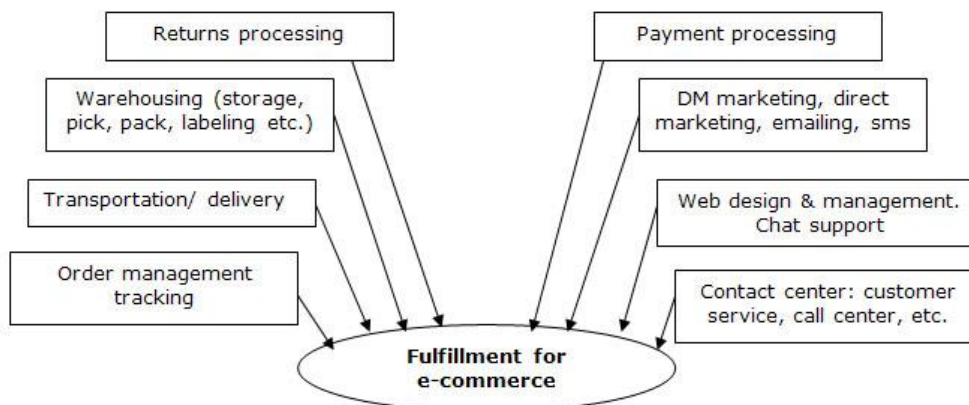 Returns processing
Payment processing
Warehousing (storage,
pick, pack, labeling etc.)
DM marketing, direct
marketing, emailing, sms
Transportation/ delivery
Web design & management.
Chat support
Order management
tracking
Contact center: customer
service, call center, etc.
Fulfillment for
e-commerce